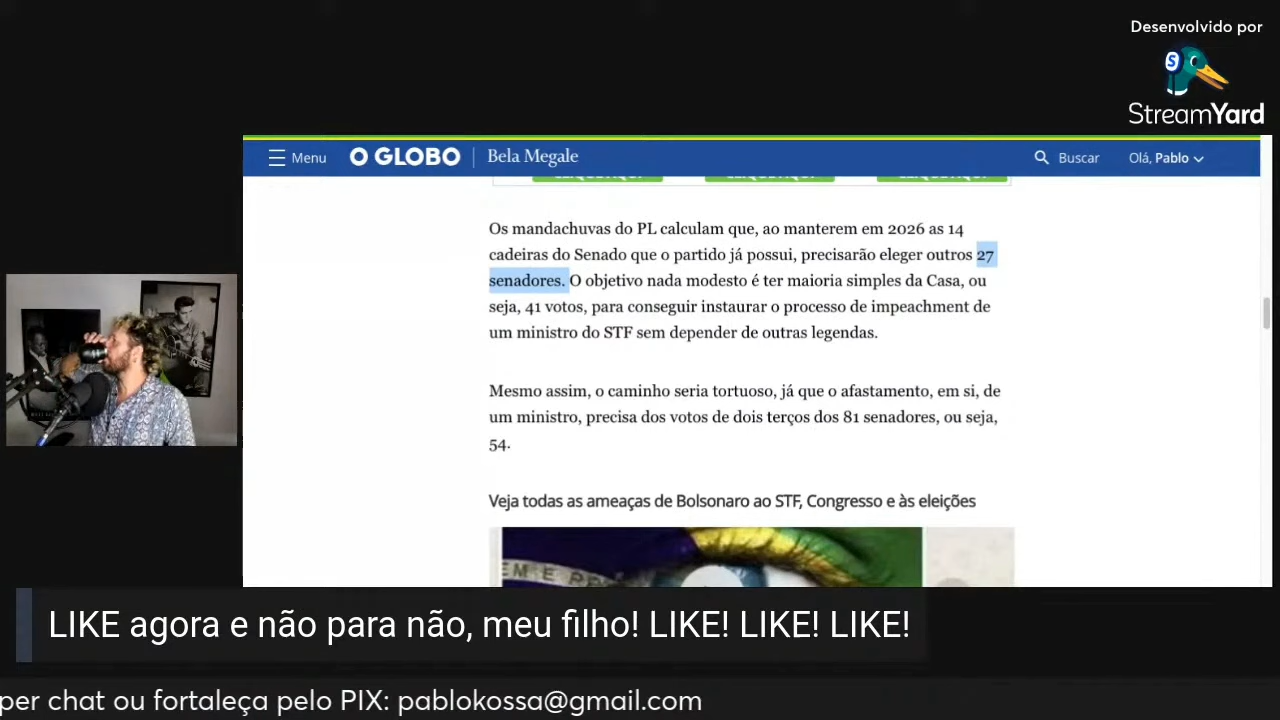 Desenvolvido por
StreamYard
Menu
O GLOBO
Bela Megale
Buscar
Olá, Pablo
Os mandachuvas do PL calculam que, ao manterem em 2026 as 14
cadeiras do Senado que o partido já possui, precisarão eleger outros 27
senadores. O objetivo nada modesto é ter maioria simples da Casa, ou
seja, 41 votos, para conseguir instaurar o processo de impeachment de
um ministro do STF sem depender de outras legendas.
Mesmo assim, o caminho seria tortuoso, já que o afastamento, em si, de
um ministro, precisa dos votos de dois terços dos 81 senadores, ou seja,
54.
Veja todas as ameaças de Bolsonaro ao STF, Congresso e às eleições
LIKE agora e não para não, meu filho! LIKE! LIKE! LIKE!
per chat ou fortaleça pelo PIX: pablokossa@gmail.com